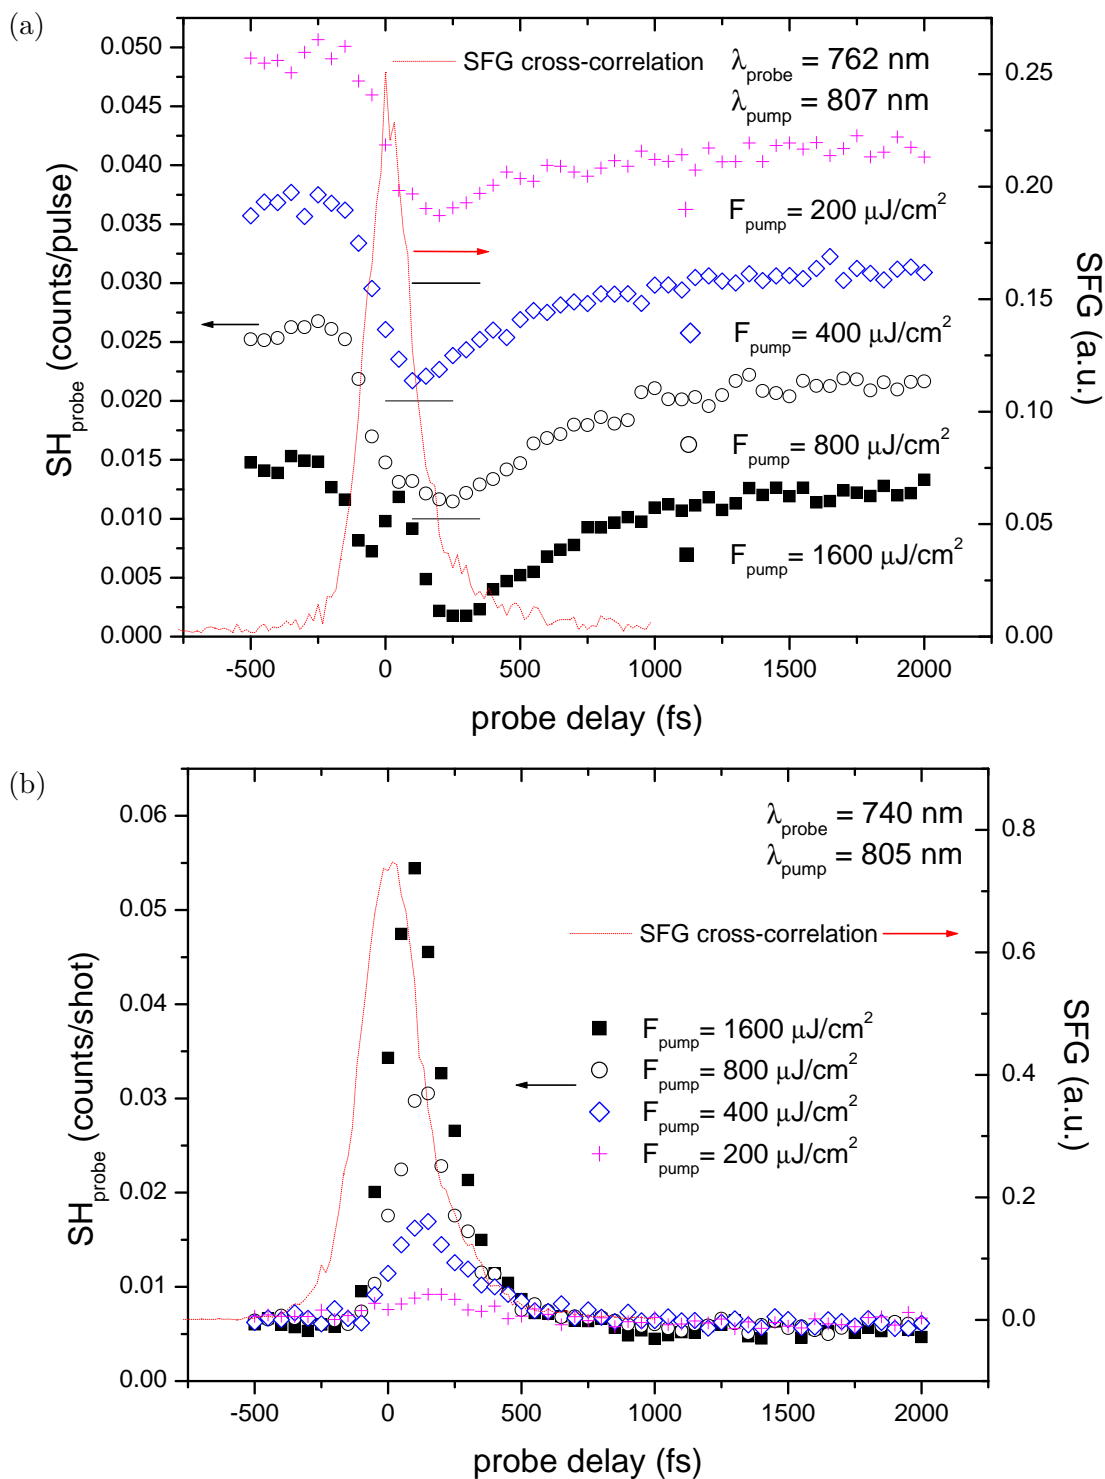 (a)
SFG cross-correlation
λprobe = 762 nm
λpump = 807 nm
Fpump= 200 μJ/cm²
Fpump= 400 μJ/cm²
Fpump= 800 μJ/cm²
Fpump= 1600 μJ/cm²
0.050
0.045
0.040
0.035
0.030
0.025
0.020
0.015
0.010
0.005
0.000
SHprobe (counts/pulse)
0.25
0.20
0.15
0.10
0.05
0.00
SFG (a.u.)
-500 0 500 1000 1500 2000
probe delay (fs)
(b)
λprobe = 740 nm
λpump = 805 nm
SFG cross-correlation
Fpump= 1600 μJ/cm²
Fpump= 800 μJ/cm²
Fpump= 400 μJ/cm²
Fpump= 200 μJ/cm²
0.06
0.05
0.04
0.03
0.02
0.01
0.00
SHprobe (counts/shot)
0.8
0.6
0.4
0.2
0.0
SFG (a.u.)
-500 0 500 1000 1500 2000
probe delay (fs)